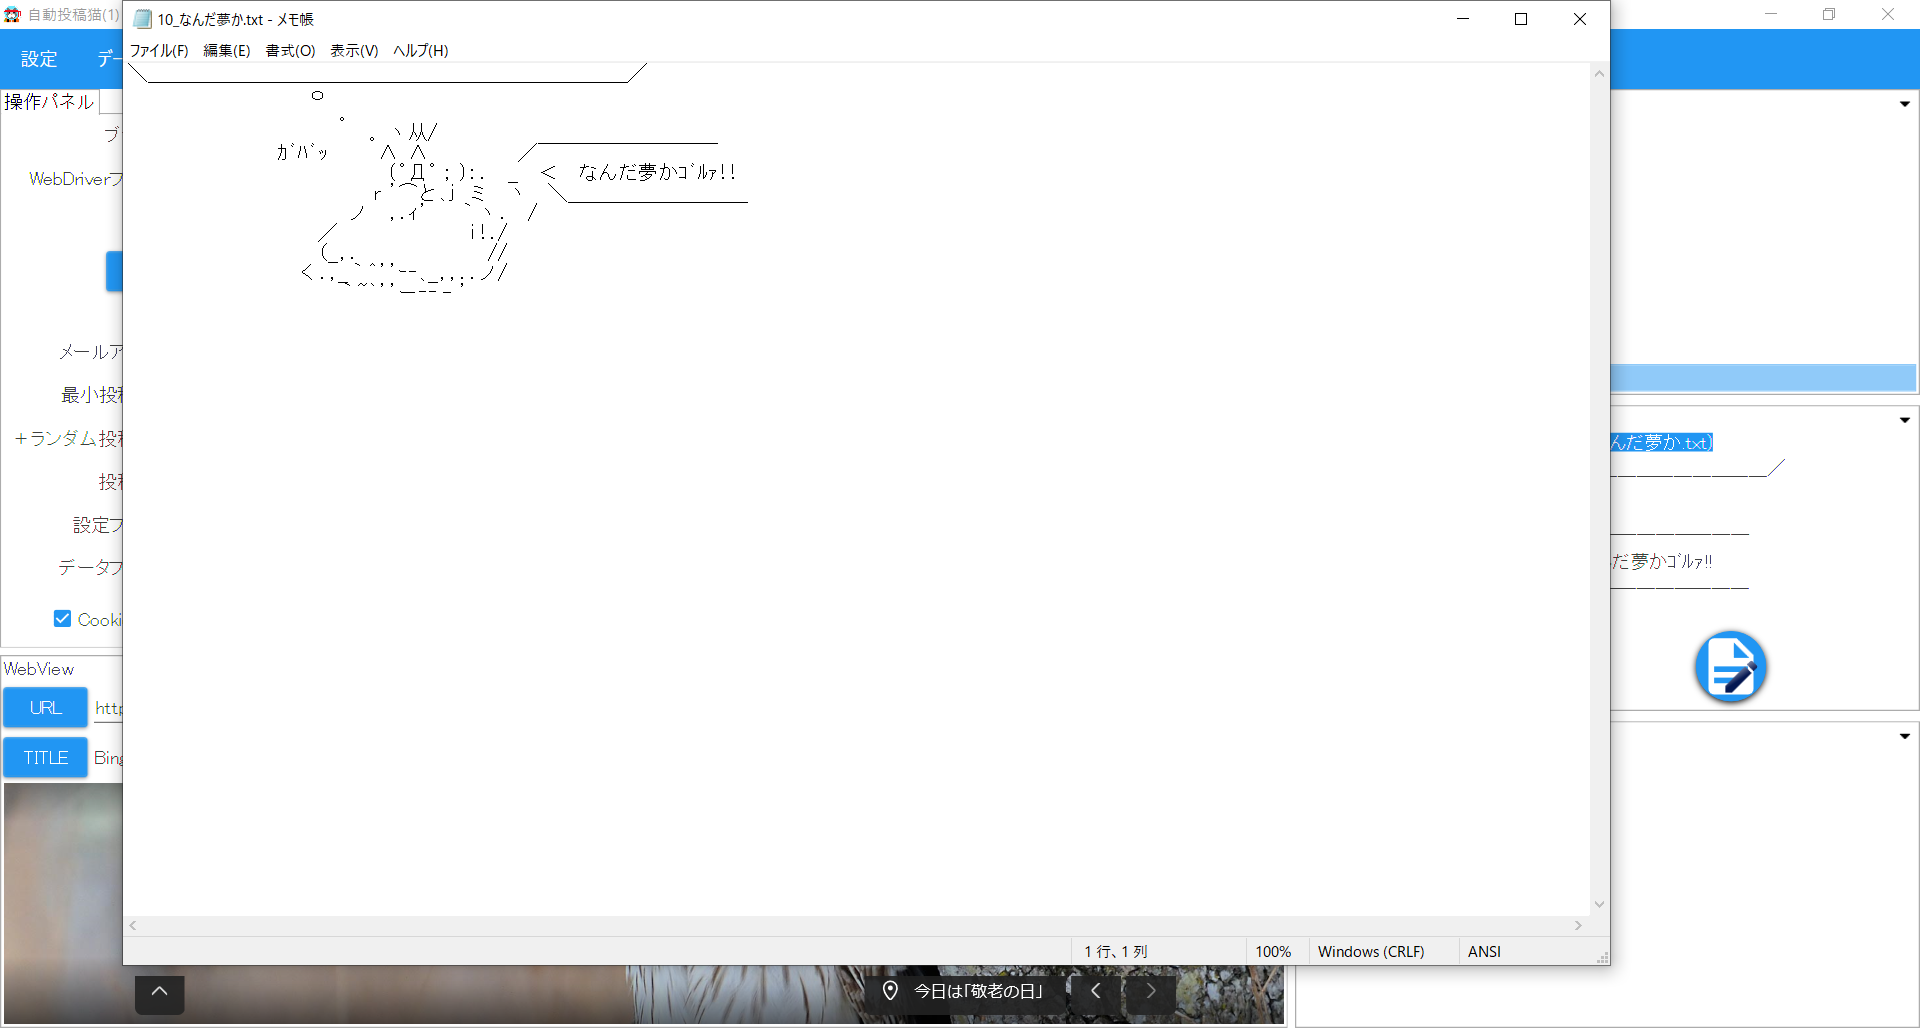 自動投稿猫(1)
10_なんだ夢か.txt - メモ帳
ファイル(F) 編集(E) 書式(O) 表示(V) ヘルプ(H)
設定 デー
操作パネル
ブ
WebDriverフ
メールア
最小投稿
＋ランダム投稿
投稿
設定フ
データフ
Cooki
WebView
URL http
TITLE Bing
＼＿＿＿＿＿＿＿＿＿＿＿＿＿＿＿＿＿＿＿＿＿＿＿＿／
○
。
。 ヽ从/
ｶﾞﾊﾞｯ ∧ ∧ ／￣￣￣￣￣￣￣￣￣
(ﾟДﾟ;):. _ ＜ なんだ夢かｺﾞﾙｧ!!
r '⌒と､j ミ ヽ ＼＿＿＿＿＿＿＿＿＿
ノ ,.ィ' ｀ヽ. /
／ i!./
(_,. //
く.,_｀~､,, 、_,,;.ノ/
1 行、1 列
100%
Windows (CRLF)
ANSI
んだ夢か.txt)
＿＿＿＿＿＿＿＿／
だ夢かｺﾞﾙｧ!!
今日は「敬老の日」